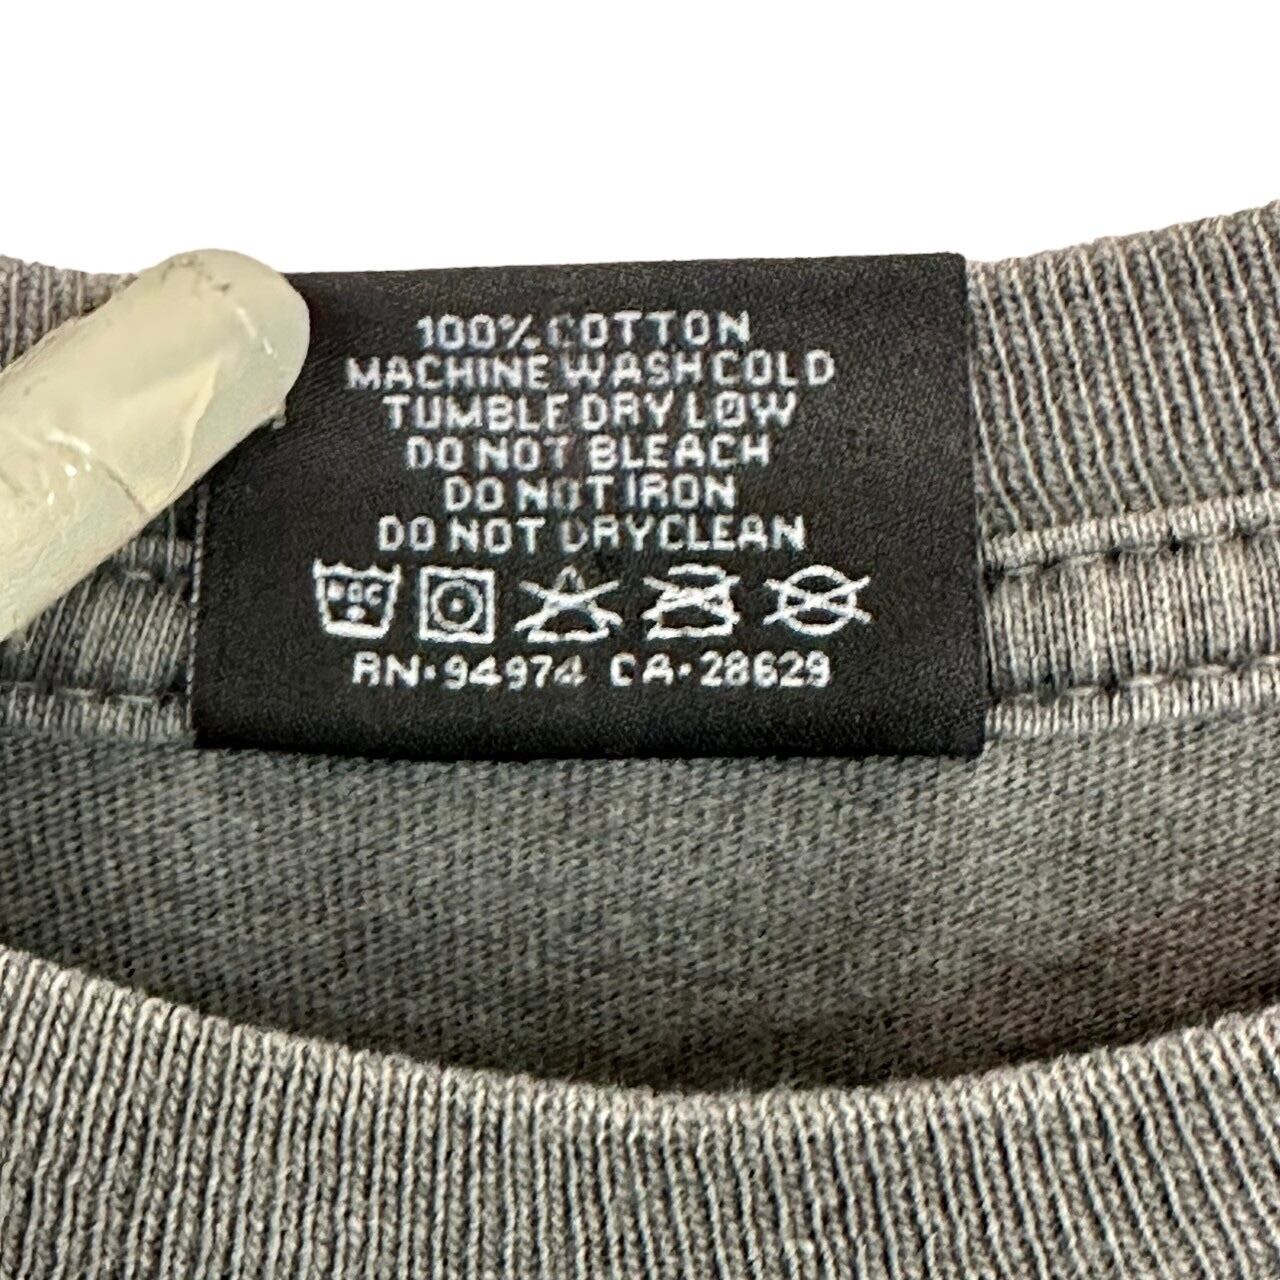 100% COTTON
MACHINE WASH COLD
TUMBLE DRY LOW
DO NOT BLEACH
DO NOT IRON
DO NOT DRYCLEAN
RN•94974 CA•28629